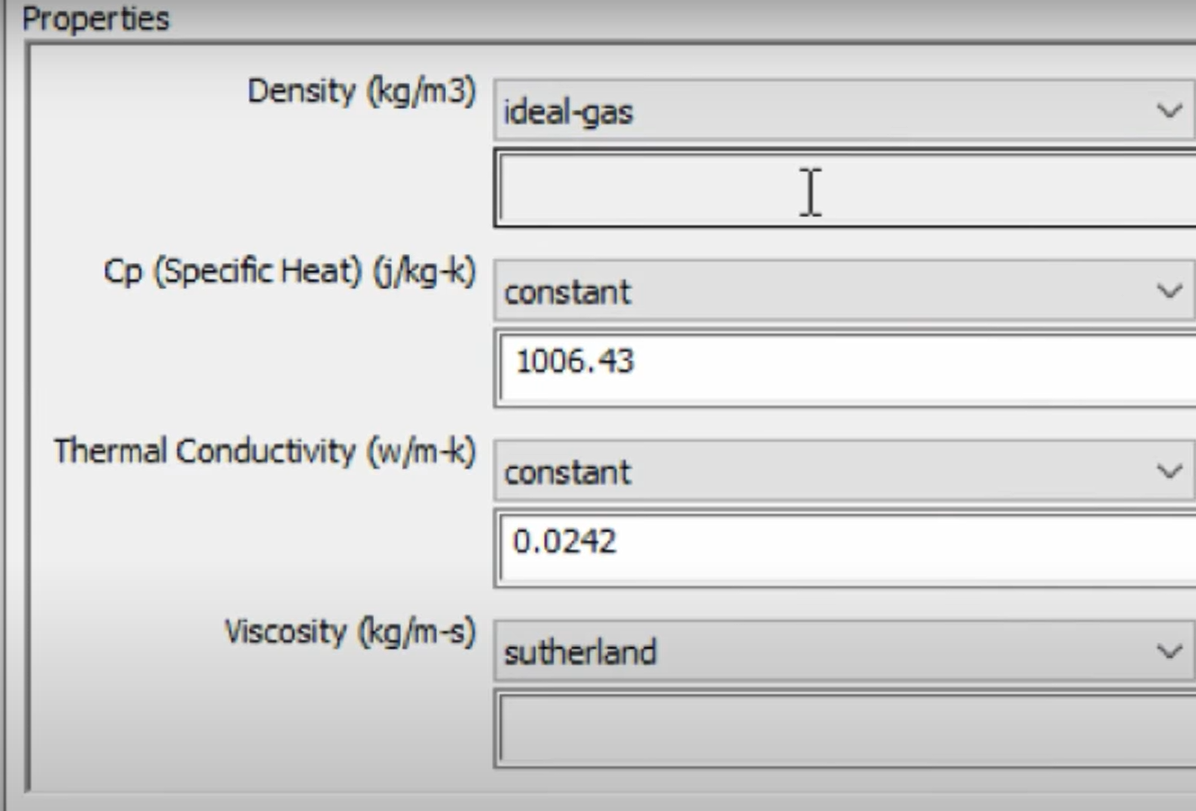 Properties
Density (kg/m3)
ideal-gas
Cp (Specific Heat) (j/kg-k)
constant
1006.43
Thermal Conductivity (w/m-k)
constant
0.0242
Viscosity (kg/m-s)
sutherland